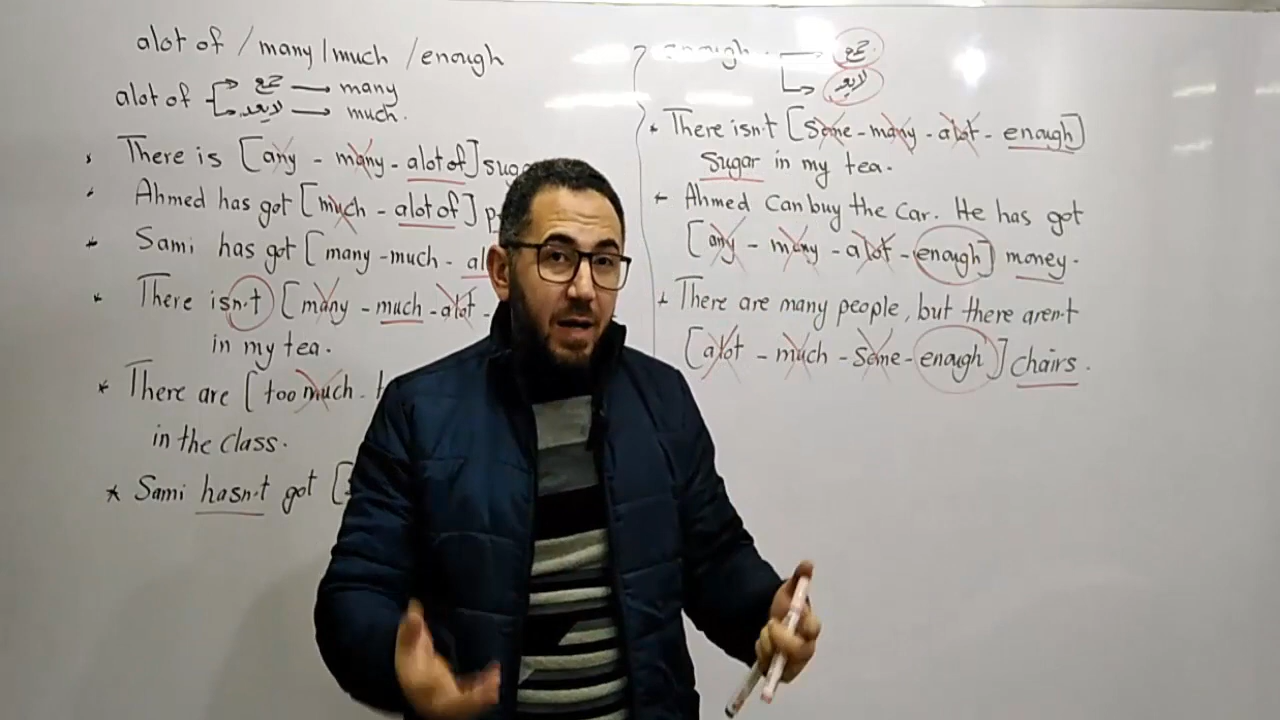 alot of / many / much / enough
alot of → جمع → many
→ لايعد → much.
* There is [any - many - alot of] sug
* Ahmed has got [much - alot of] p
* Sami has got [many - much - al
* There isn't [many - much - alot -
in my tea.
* There are [too much -
in the class.
* Sami hasn't got [
enough. → جمع
→ لايعد
* There isn't [some - many - alot - enough]
sugar in my tea.
* Ahmed can buy the car. He has got
[any - many - alot - enough] money.
* There are many people, but there aren't
[alot - much - some - enough] chairs.